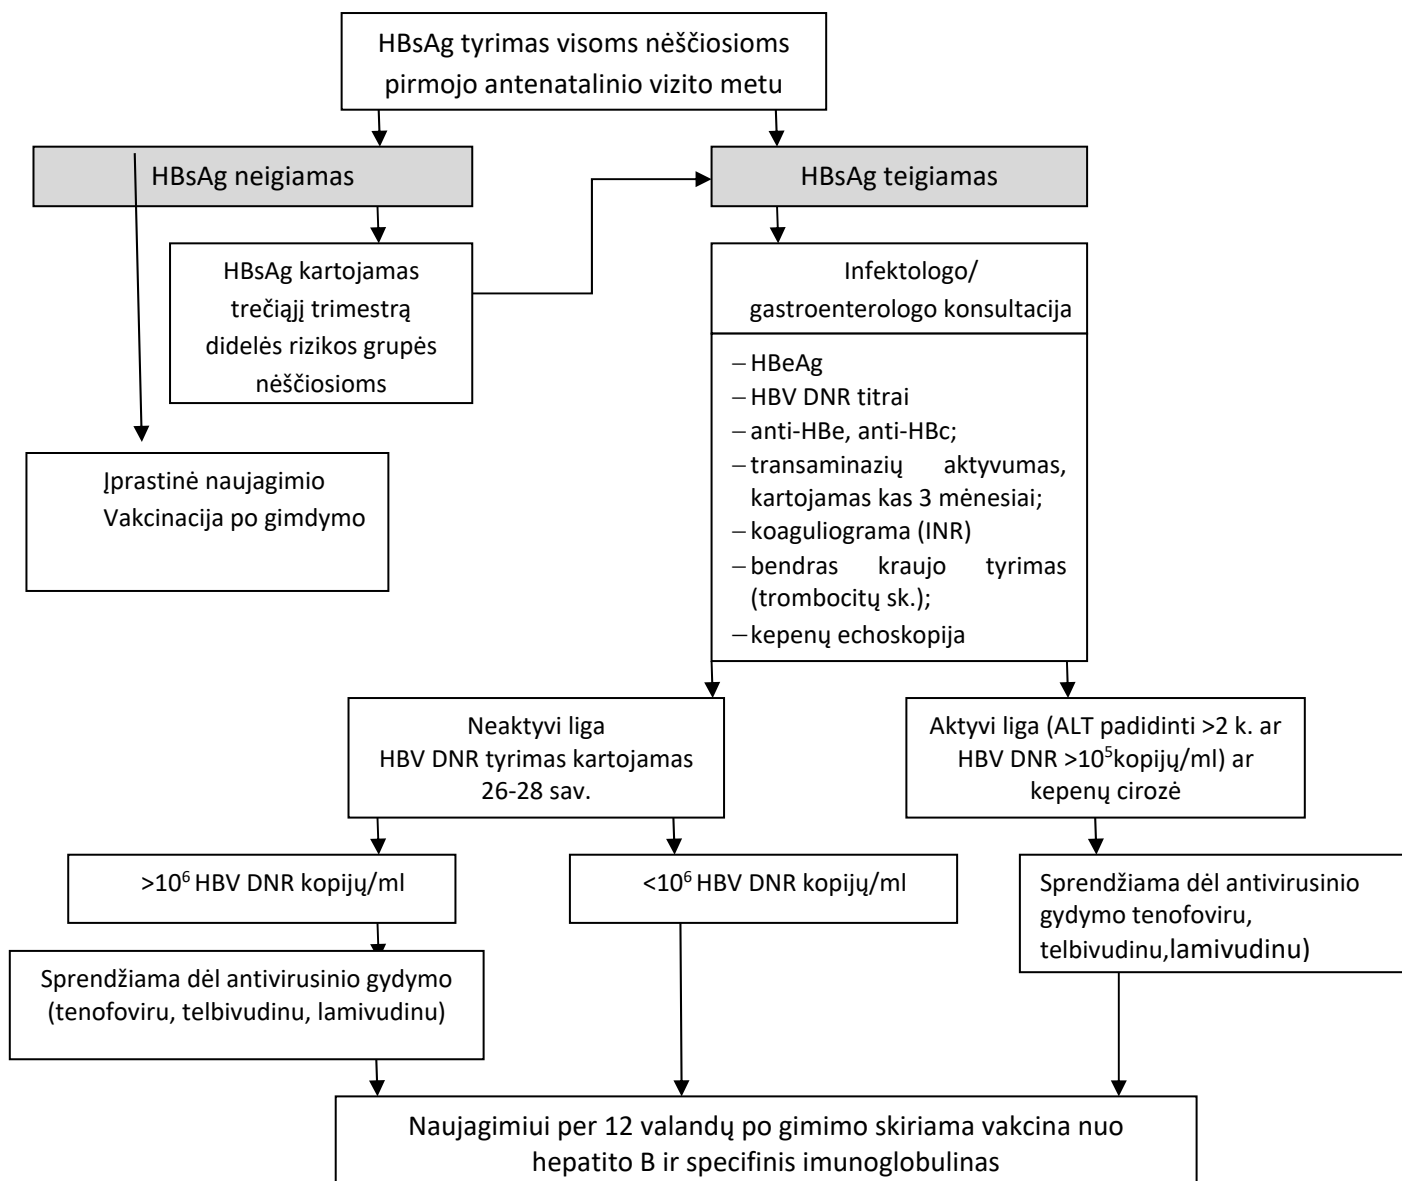 HBsAg tyrimas visoms nėščiosioms
pirmojo antenatalinio vizito metu
HBsAg neigiamas
HBsAg teigiamas
HBsAg kartojamas
trečiąjį trimestrą
didelės rizikos grupės
nėščiosioms
Infektologo/
gastroenterologo konsultacija
– HBeAg
– HBV DNR titrai
– anti-HBe, anti-HBc;
– transaminazių aktyvumas,
kartojamas kas 3 mėnesiai;
– koaguliograma (INR)
– bendras kraujo tyrimas
(trombocitų sk.);
– kepenų echoskopija
Įprastinė naujagimio
Vakcinacija po gimdymo
Neaktyvi liga
HBV DNR tyrimas kartojamas
26-28 sav.
Aktyvi liga (ALT padidinti >2 k. ar
HBV DNR >10⁵kopijų/ml) ar
kepenų cirozė
>10⁶ HBV DNR kopijų/ml
<10⁶ HBV DNR kopijų/ml
Sprendžiama dėl antivirusinio
gydymo tenofoviru,
telbivudinu,lamivudinu)
Sprendžiama dėl antivirusinio gydymo
(tenofoviru, telbivudinu, lamivudinu)
Naujagimiui per 12 valandų po gimimo skiriama vakcina nuo
hepatito B ir specifinis imunoglobulinas